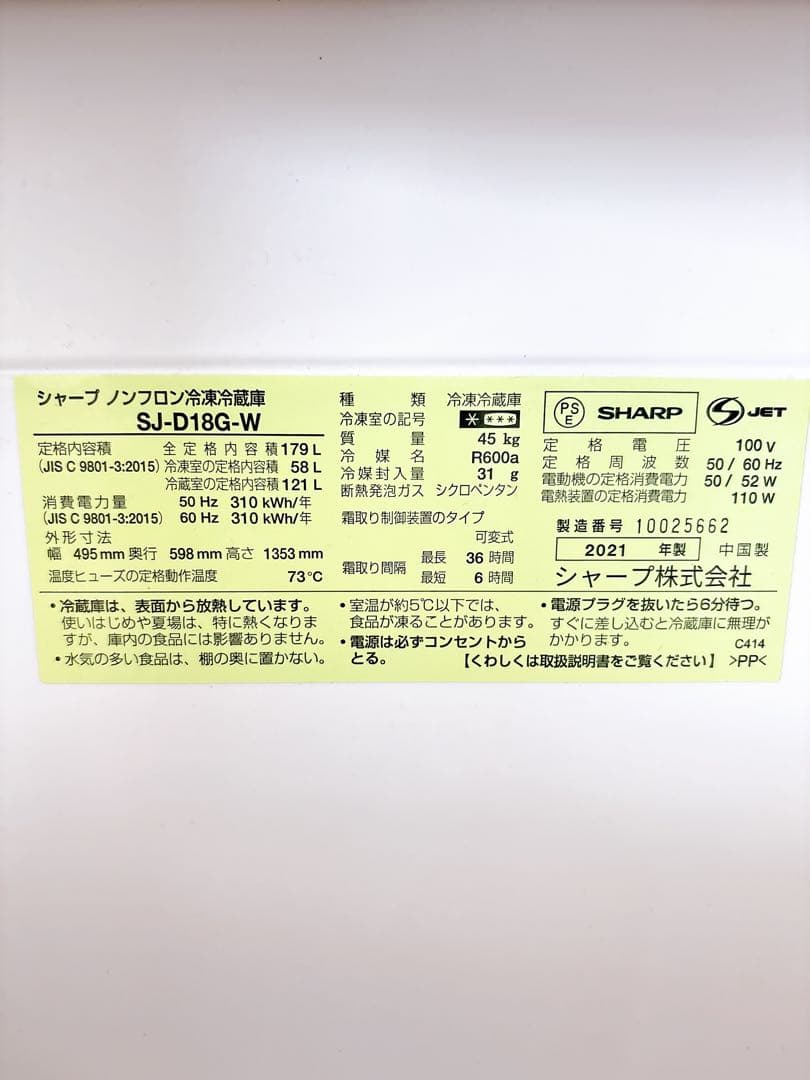 シャープ ノンフロン冷凍冷蔵庫
SJ-D18G-W
定格内容積 全定格内容積 179 L
(JIS C 9801-3:2015) 冷凍室の定格内容積 58 L
冷蔵室の定格内容積 121 L
消費電力量 50 Hz 310 kWh/年
(JIS C 9801-3:2015) 60 Hz 310 kWh/年
外形寸法
幅 495 mm 奥行 598 mm 高さ 1353 mm
温度ヒューズの定格動作温度 73℃
種類 冷凍冷蔵庫
冷凍室の記号 * ***
質量 45 kg
冷媒名 R600a
冷媒封入量 31 g
断熱発泡ガス シクロペンタン
霜取り制御装置のタイプ
可変式
霜取り間隔 最長 36 時間
最短 6 時間
PSE SHARP S JET
定格電圧 100 V
定格周波数 50 / 60 Hz
電動機の定格消費電力 50 / 52 W
電熱装置の定格消費電力 110 W
製造番号 10025662
2021 年製 中国製
シャープ株式会社
・冷蔵庫は、表面から放熱しています。
使いはじめや夏場は、特に熱くなりま
すが、庫内の食品には影響ありません。
・水気の多い食品は、棚の奥に置かない。
・室温が約5℃以下では、
食品が凍ることがあります。
・電源は必ずコンセントから
とる。
・電源プラグを抜いたら6分待つ。
すぐに差し込むと冷蔵庫に無理が
かかります。 C414
【くわしくは取扱説明書をご覧ください】 >PP<